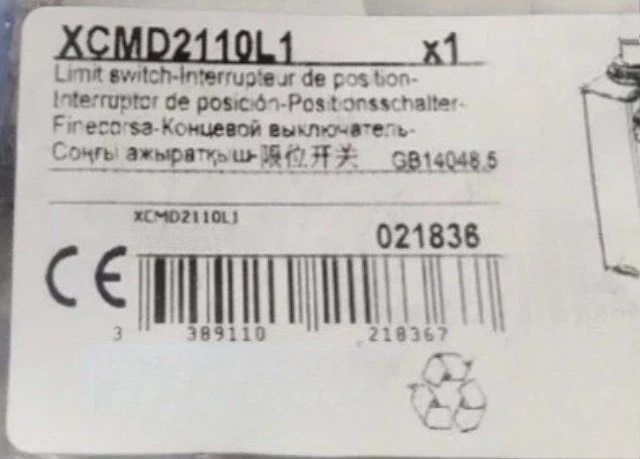 XCMD2110L1 x1
Limit switch-Interrupteur de position-
Interruptor de posición-Positionsschalter-
Finecorsa-Концевой выключатель-
Соңғы ажыратқыш-限位开关 GB14048.5
XCMD2110L1
021836
CE
3 389110 218367